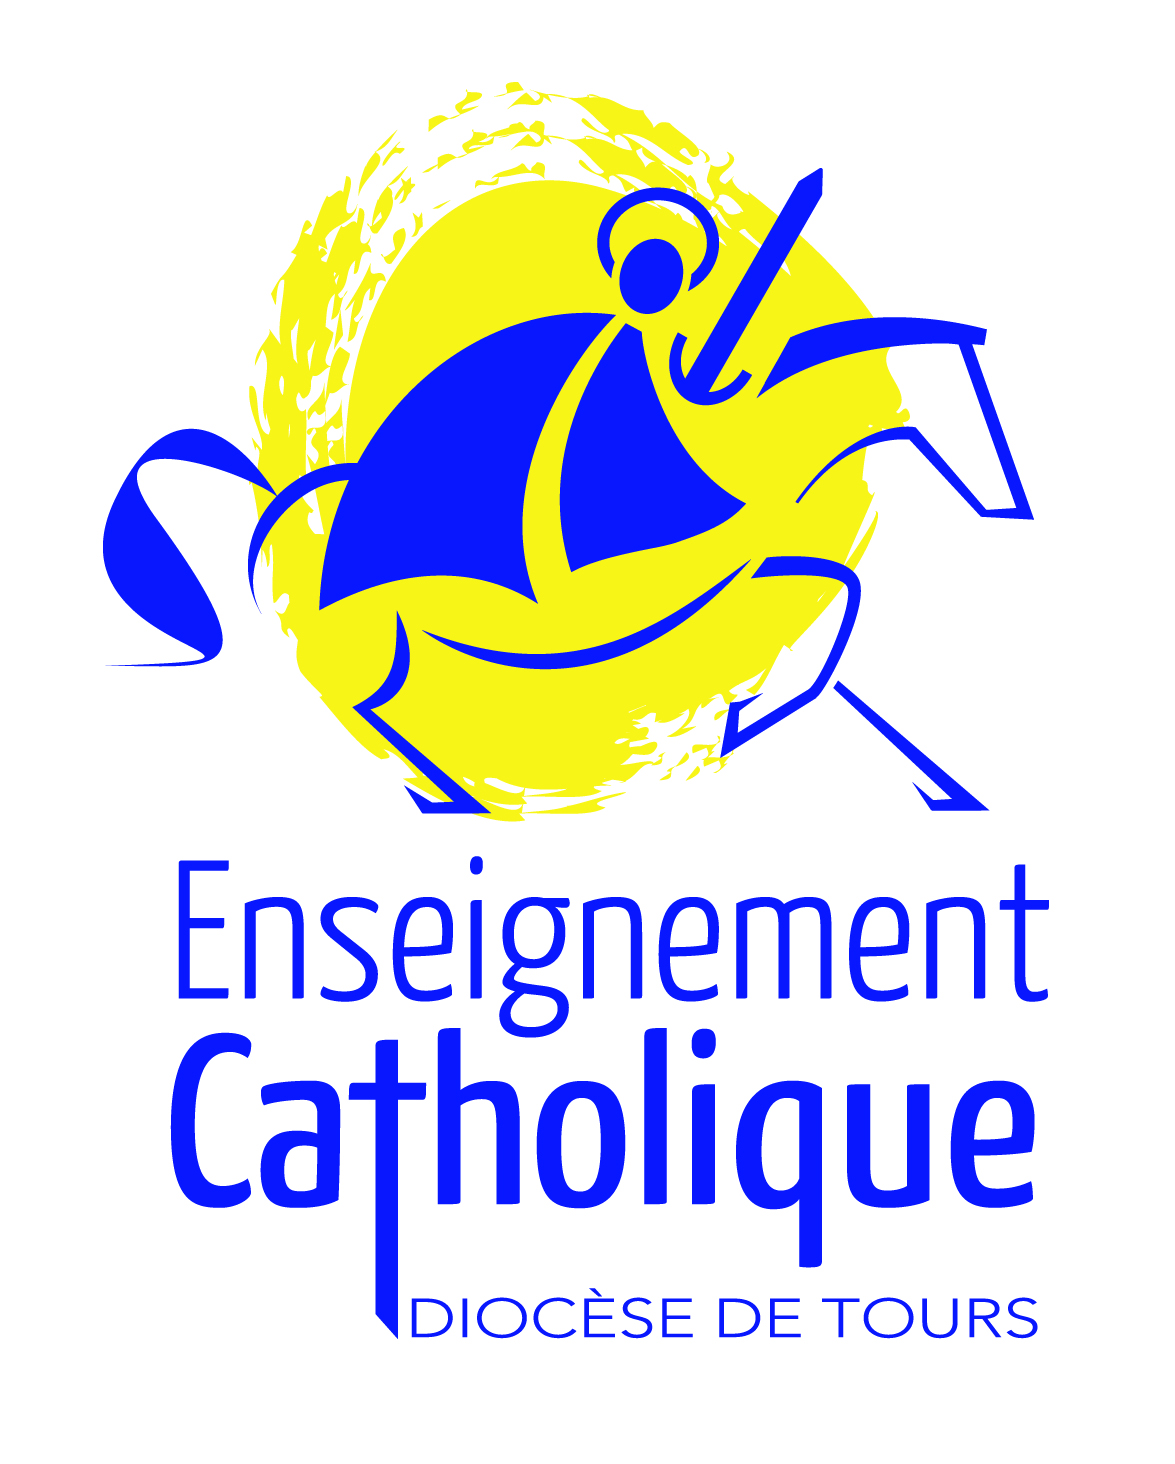 Enseignement
Catholique
DIOCÈSE DE TOURS